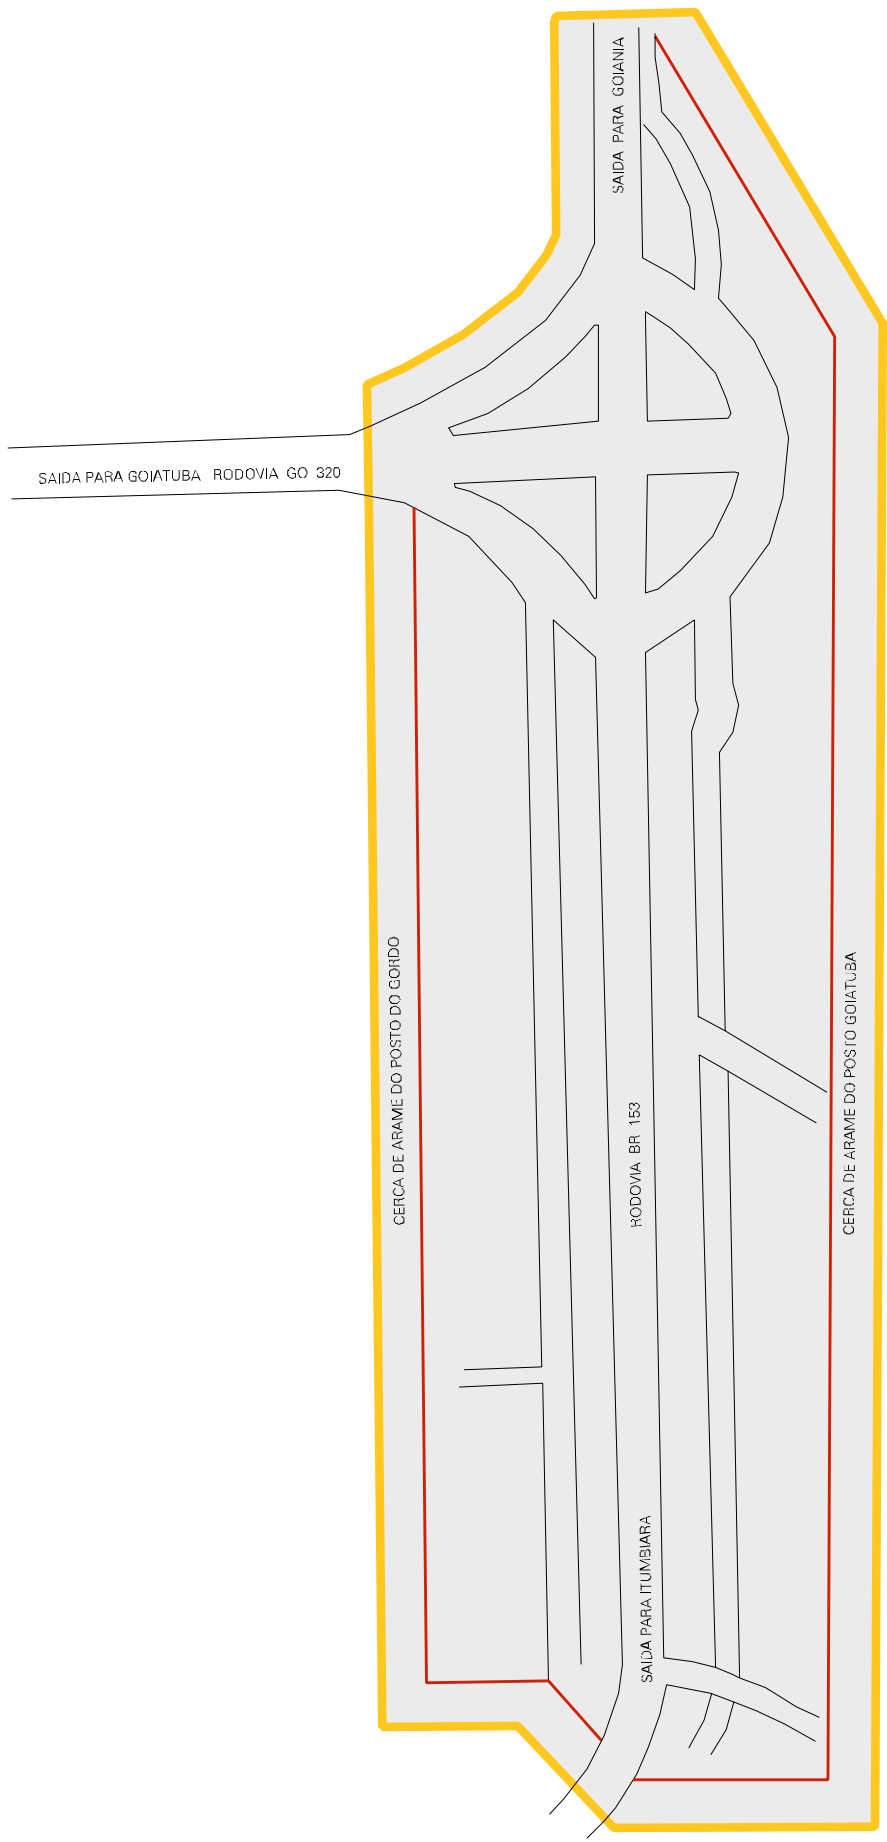 SAIDA PARA GOIANIA
SAIDA PARA GOIATUBA RODOVIA GO 320
CERCA DE ARAME DO POSTO DO GORDO
CERCA DE ARAME DO POSTO GOIATUBA
RODOVIA BR 153
SAIDA PARA ITUMBIARA